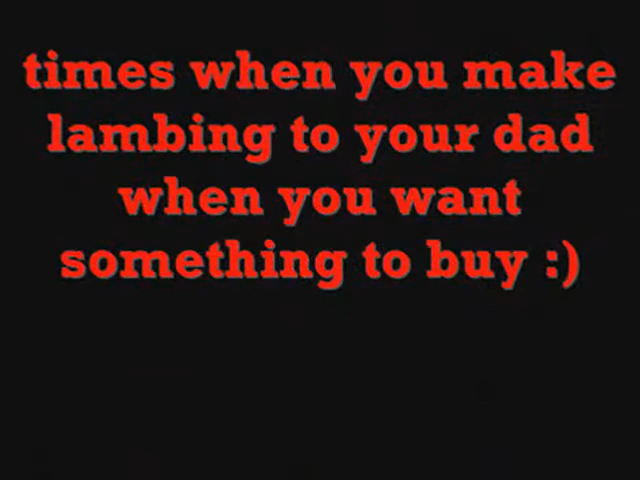 times when you make
lambing to your dad
when you want
something to buy :)